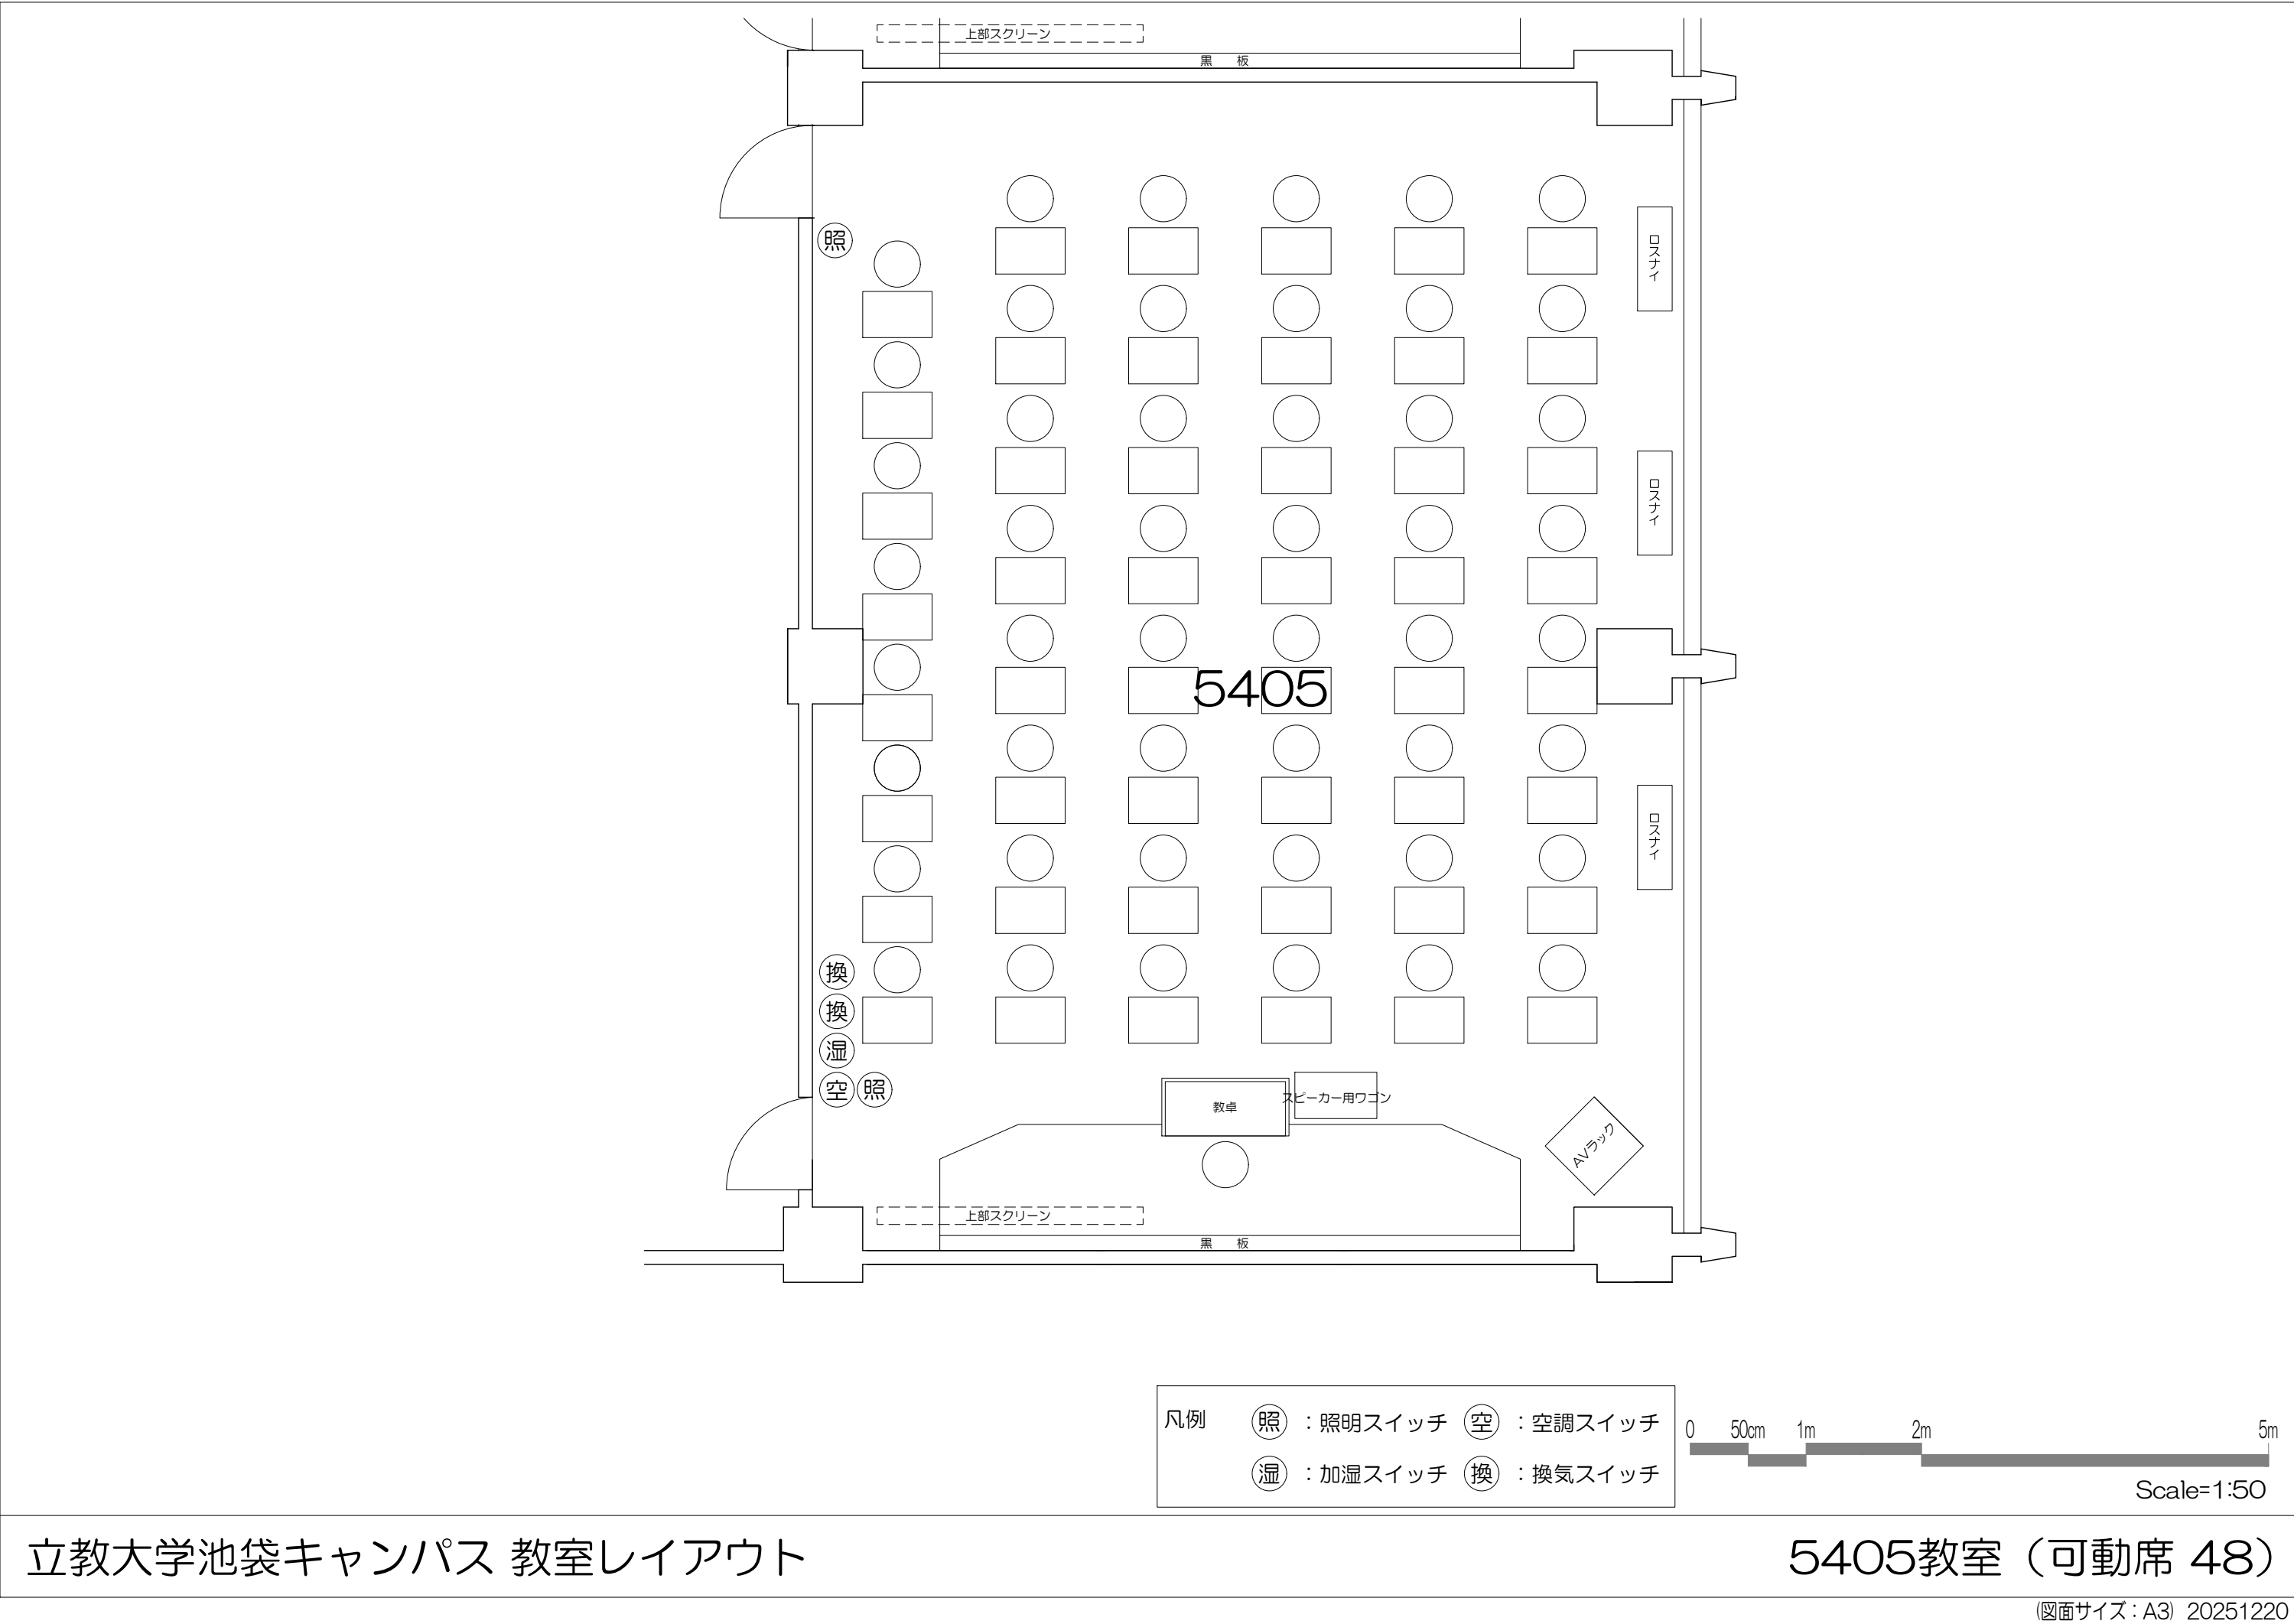 上部スクリーン
黒 板
照
ロスナイ
ロスナイ
5405
ロスナイ
換
換
湿
空 照
教卓
スピーカー用ワゴン
AVラック
上部スクリーン
黒 板
凡例 照 ：照明スイッチ 空 ：空調スイッチ
湿 ：加湿スイッチ 換 ：換気スイッチ
0 50cm 1m 2m 5m
Scale=1:50
立教大学池袋キャンパス 教室レイアウト
5405教室（可動席 48）
(図面サイズ：A3) 20251220